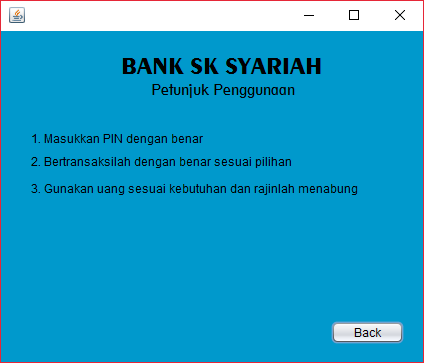 BANK SK SYARIAH
Petunjuk Penggunaan
1. Masukkan PIN dengan benar
2. Bertransaksilah dengan benar sesuai pilihan
3. Gunakan uang sesuai kebutuhan dan rajinlah menabung
Back